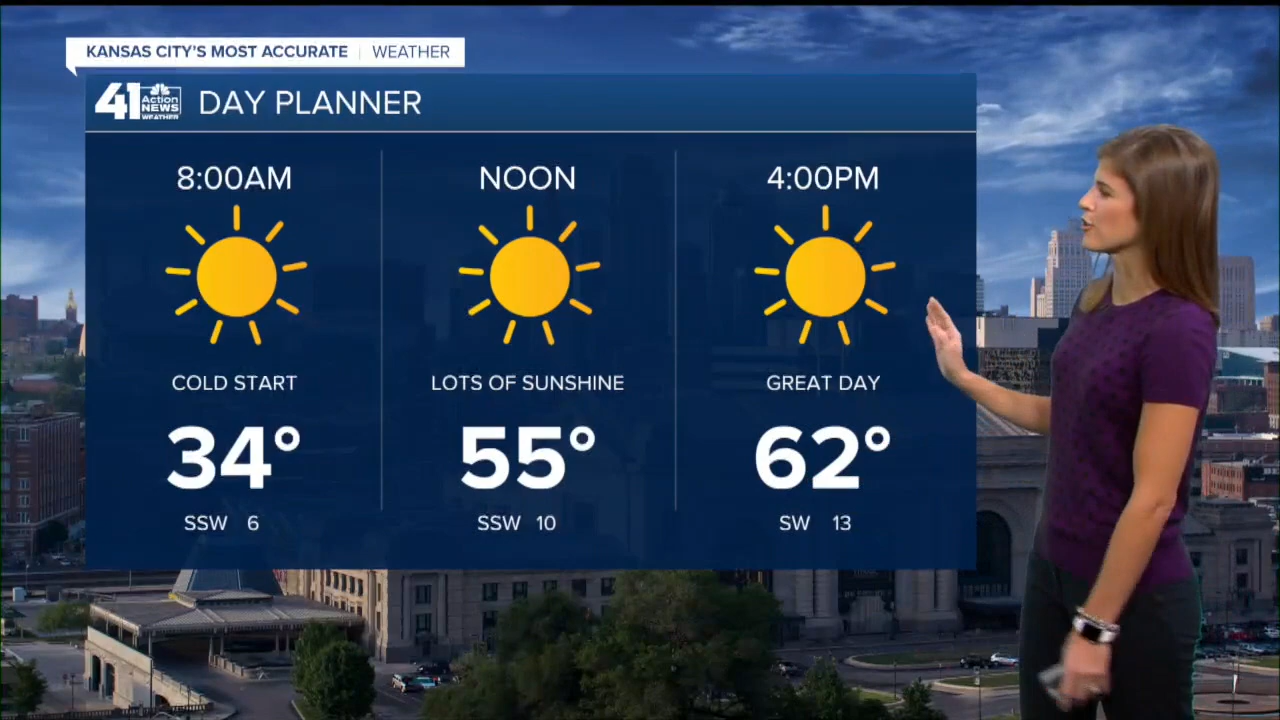 KANSAS CITY'S MOST ACCURATE | WEATHER
41 Action NEWS WEATHER DAY PLANNER
8:00AM NOON 4:00PM
COLD START LOTS OF SUNSHINE GREAT DAY
34° 55° 62°
SSW 6 SSW 10 SW 13